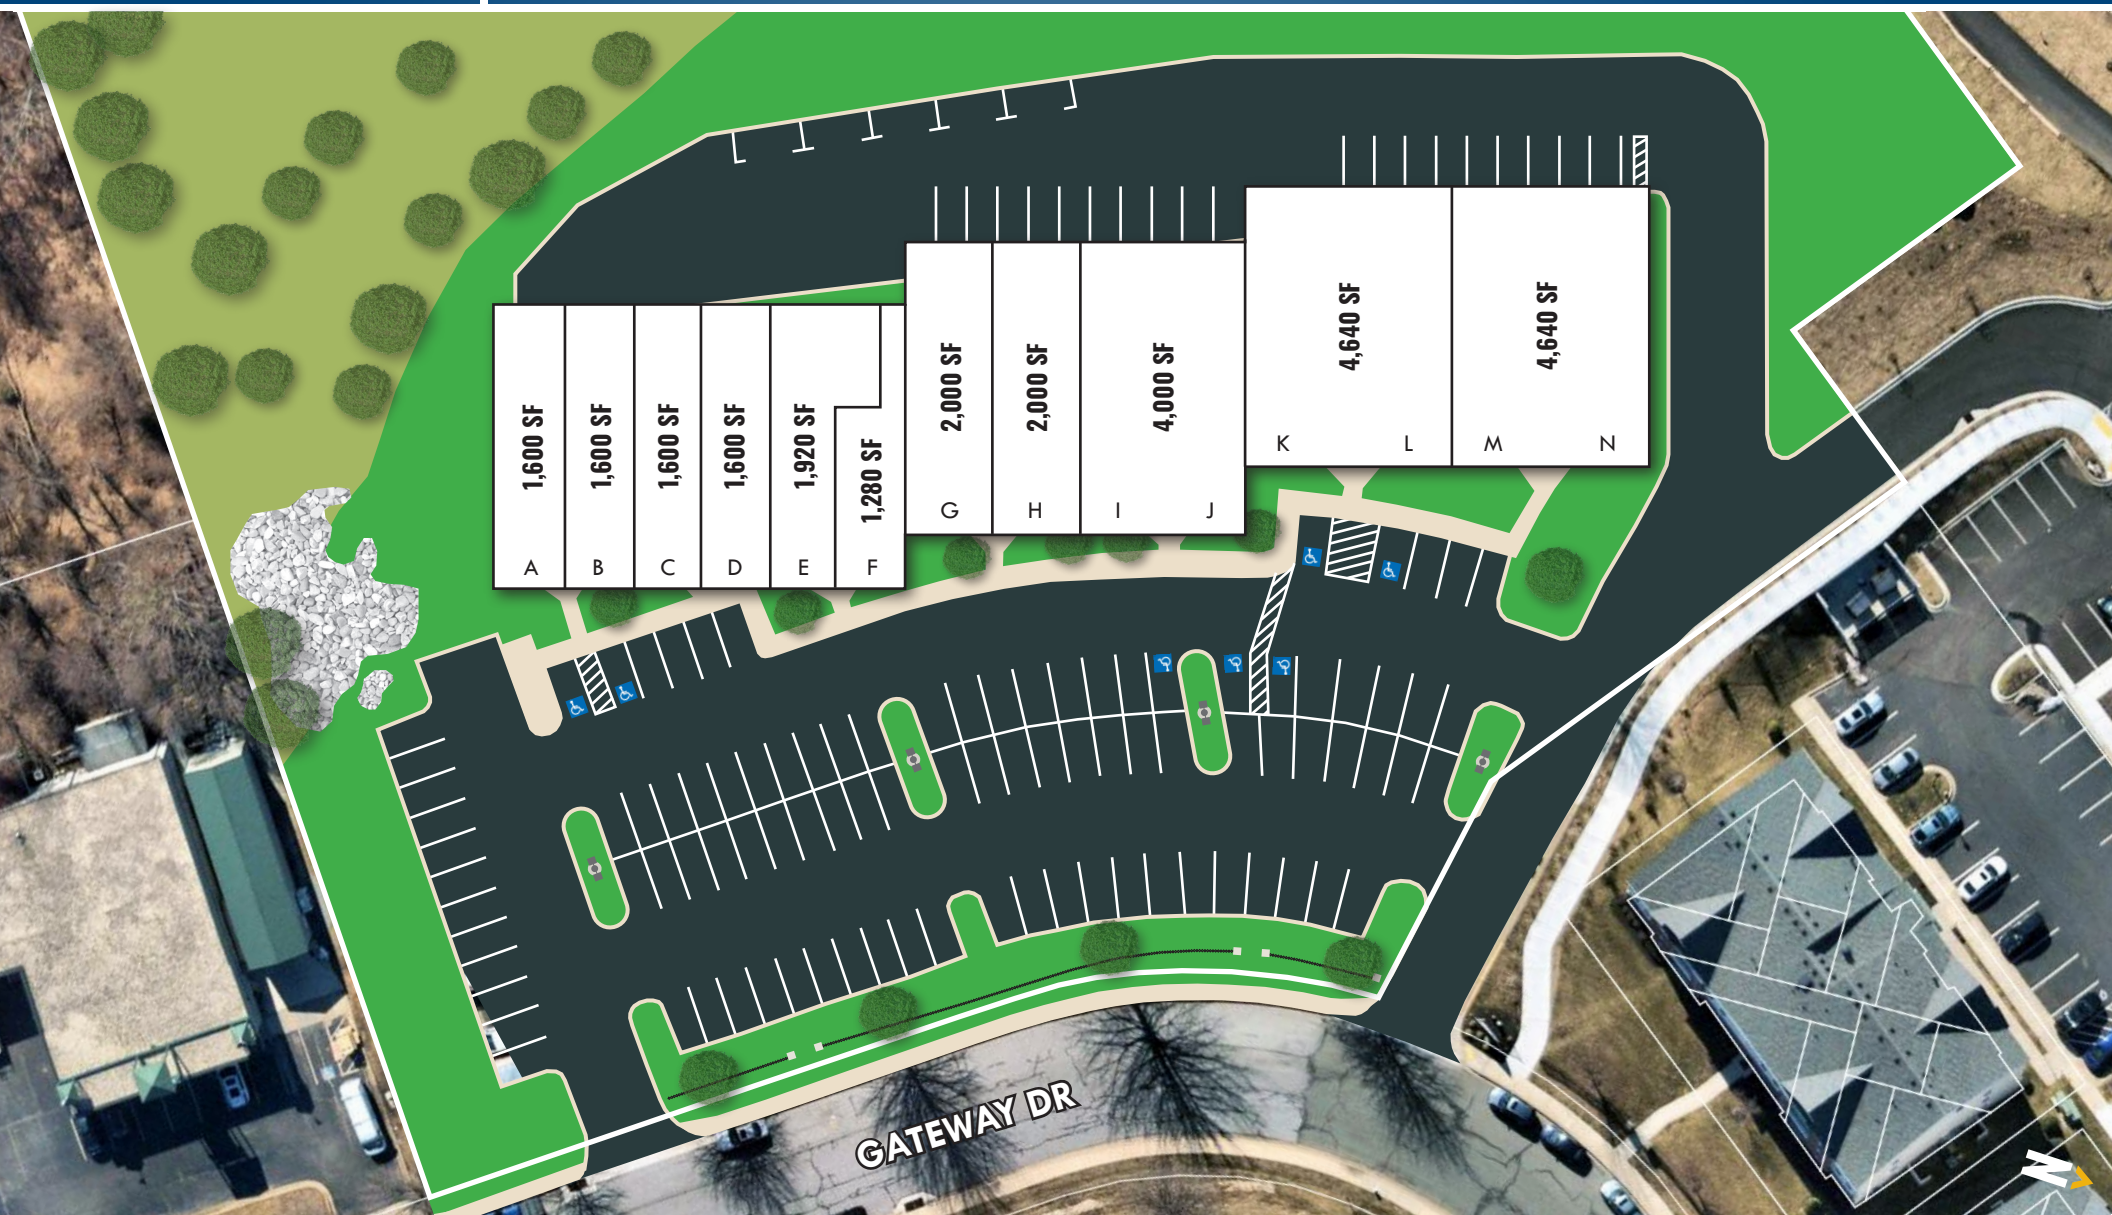 1,600 SF
1,600 SF
1,600 SF
1,600 SF
1,920 SF
1,280 SF
2,000 SF
2,000 SF
4,000 SF
4,640 SF
4,640 SF
A
B
C
D
E
F
G
H
I
J
K
L
M
N
GATEWAY DR
N